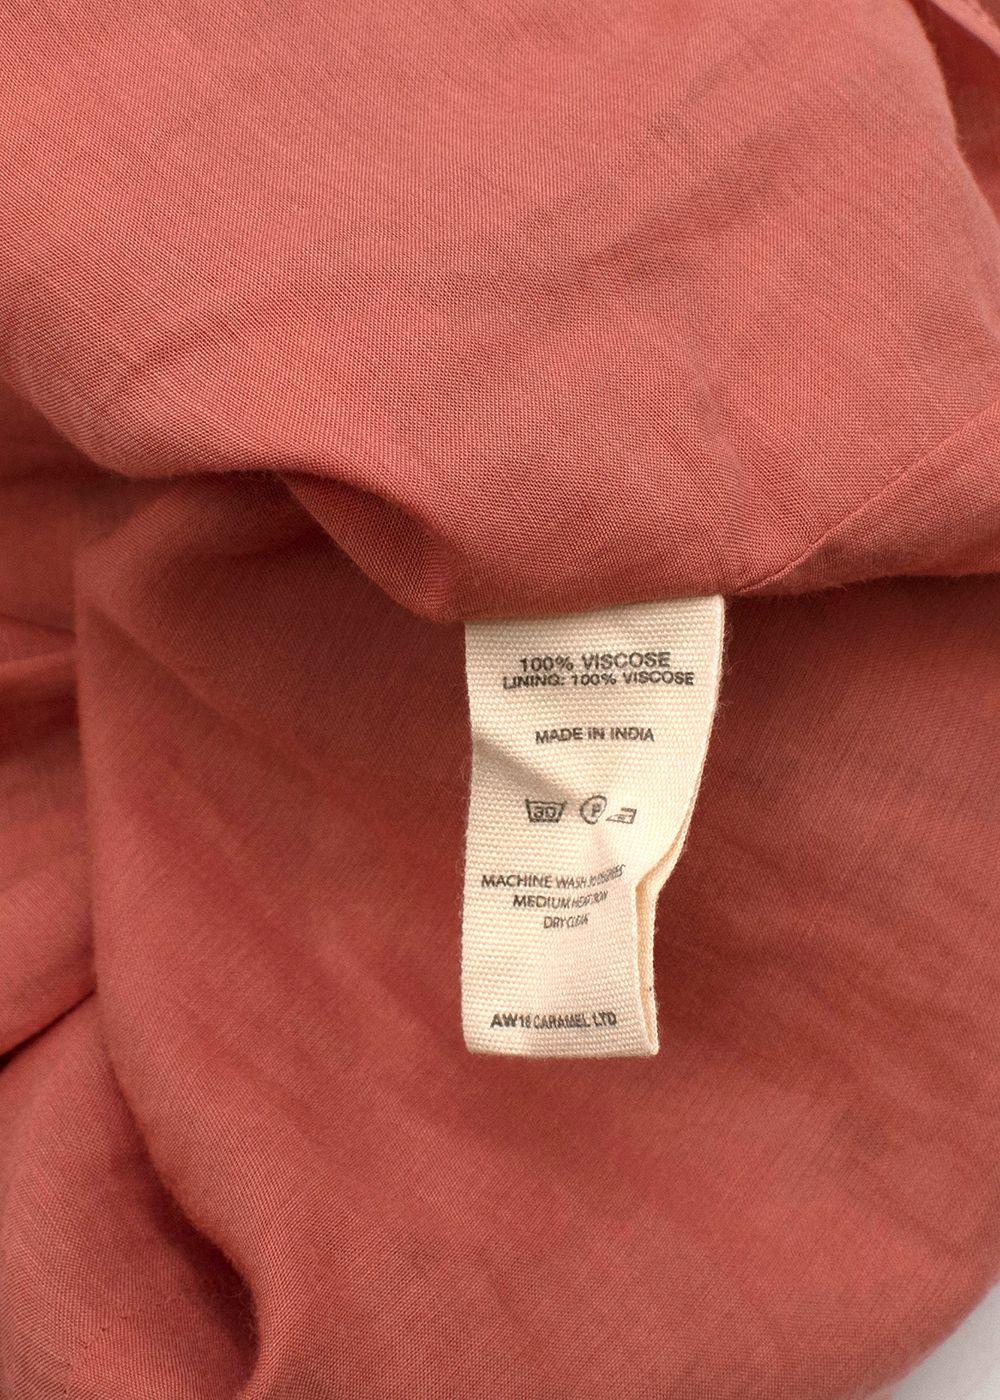 100% VISCOSE
LINING: 100% VISCOSE
MADE IN INDIA
30 P
MACHINE WASH 30 DEGREES
MEDIUM HEAT IRON
DRY CLEAN
AW18 CARAMEL LTD